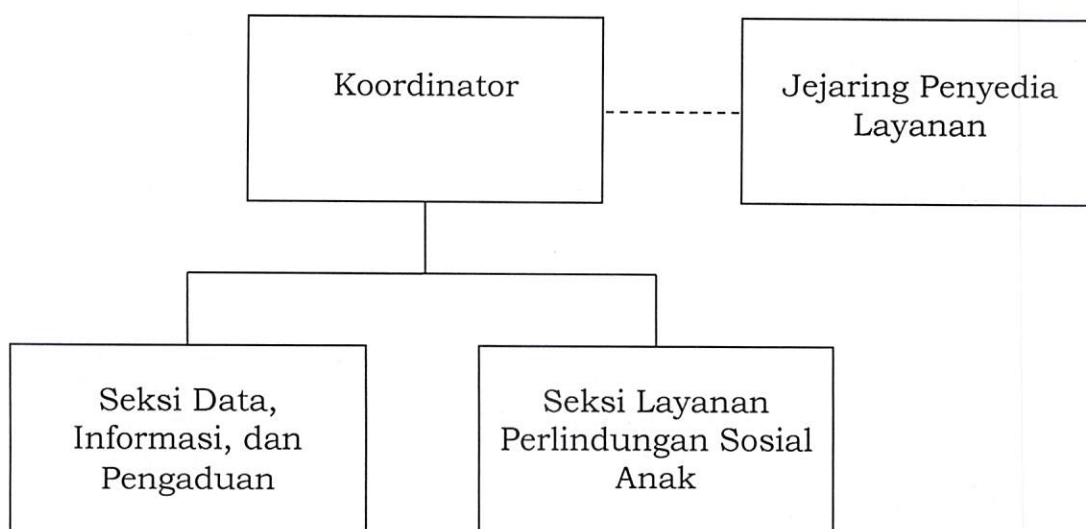 Koordinator
Jejaring Penyedia
Layanan
Seksi Data,
Informasi, dan
Pengaduan
Seksi Layanan
Perlindungan Sosial
Anak